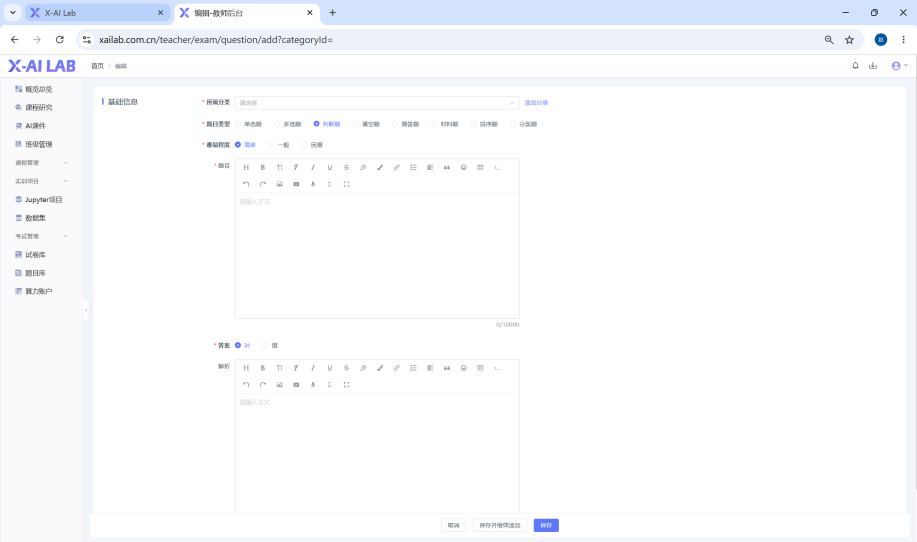 X-AI Lab
编辑-教师后台
xailab.com.cn/teacher/exam/question/add?categoryId=
X-AI LAB
首页 / 编辑
概览总览
课程研究
AI课件
班级管理
课程管理
实训项目
Jupyter项目
数据集
考试管理
试卷库
题目库
算力账户
基础信息
* 所属分类 请选择 添加分类
* 题目类型 单选题 多选题 判断题 填空题 简答题 材料题 排序题 分类题
* 难易程度 简单 一般 困难
* 题目
请输入正文
0/10000
* 答案 对 错
解析
请输入正文
取消 保存并继续添加 保存